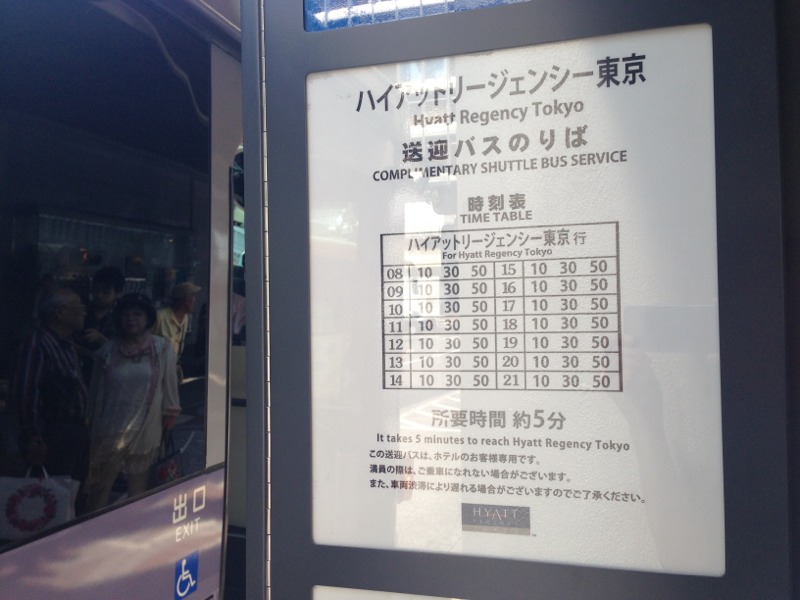 ハイアットリージェンシー東京
Hyatt Regency Tokyo
送迎バスのりば
COMPLIMENTARY SHUTTLE BUS SERVICE
時刻表
TIME TABLE
ハイアットリージェンシー東京 行
For Hyatt Regency Tokyo
08 10 30 50 15 10 30 50
09 10 30 50 16 10 30 50
10 10 30 50 17 10 30 50
11 10 30 50 18 10 30 50
12 10 30 50 19 10 30 50
13 10 30 50 20 10 30 50
14 10 30 50 21 10 30 50
所要時間 約5分
It takes 5 minutes to reach Hyatt Regency Tokyo
この送迎バスは、ホテルのお客様専用です。
満員の際は、ご乗車になれない場合がございます。
また、車両渋滞により遅れる場合がございますのでご了承ください。
HYATT
REGENCY
TOKYO
出口
EXIT